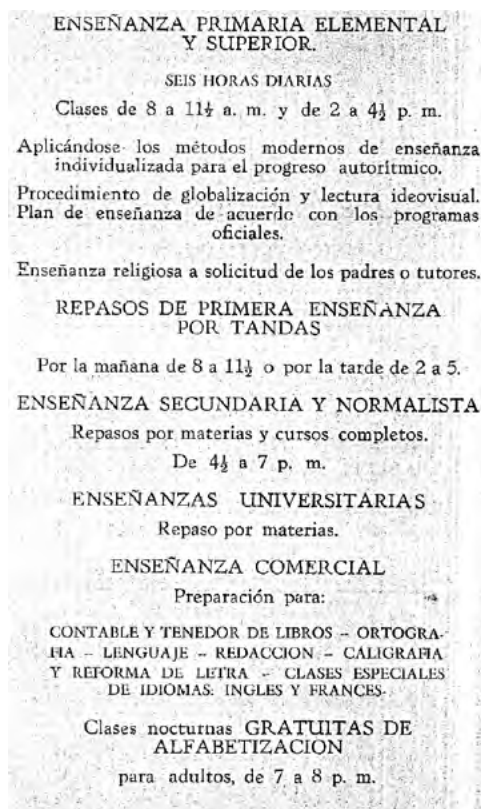 ENSEÑANZA PRIMARIA ELEMENTAL
Y SUPERIOR.
SEIS HORAS DIARIAS
Clases de 8 a 11½ a. m. y de 2 a 4½ p. m.
Aplicándose los métodos modernos de enseñanza
individualizada para el progreso autorítmico.
Procedimiento de globalización y lectura ideovisual.
Plan de enseñanza de acuerdo con los programas
oficiales.
Enseñanza religiosa a solicitud de los padres o tutores.
REPASOS DE PRIMERA ENSEÑANZA
POR TANDAS
Por la mañana de 8 a 11½ o por la tarde de 2 a 5.
ENSEÑANZA SECUNDARIA Y NORMALISTA
Repasos por materias y cursos completos.
De 4½ a 7 p. m.
ENSEÑANZAS UNIVERSITARIAS
Repaso por materias.
ENSEÑANZA COMERCIAL
Preparación para:
CONTABLE Y TENEDOR DE LIBROS - ORTOGRA-
FIA - LENGUAJE - REDACCION - CALIGRAFIA
Y REFORMA DE LETRA - CLASES ESPECIALES
DE IDIOMAS: INGLES Y FRANCES.
Clases nocturnas GRATUITAS DE
ALFABETIZACION
para adultos, de 7 a 8 p. m.